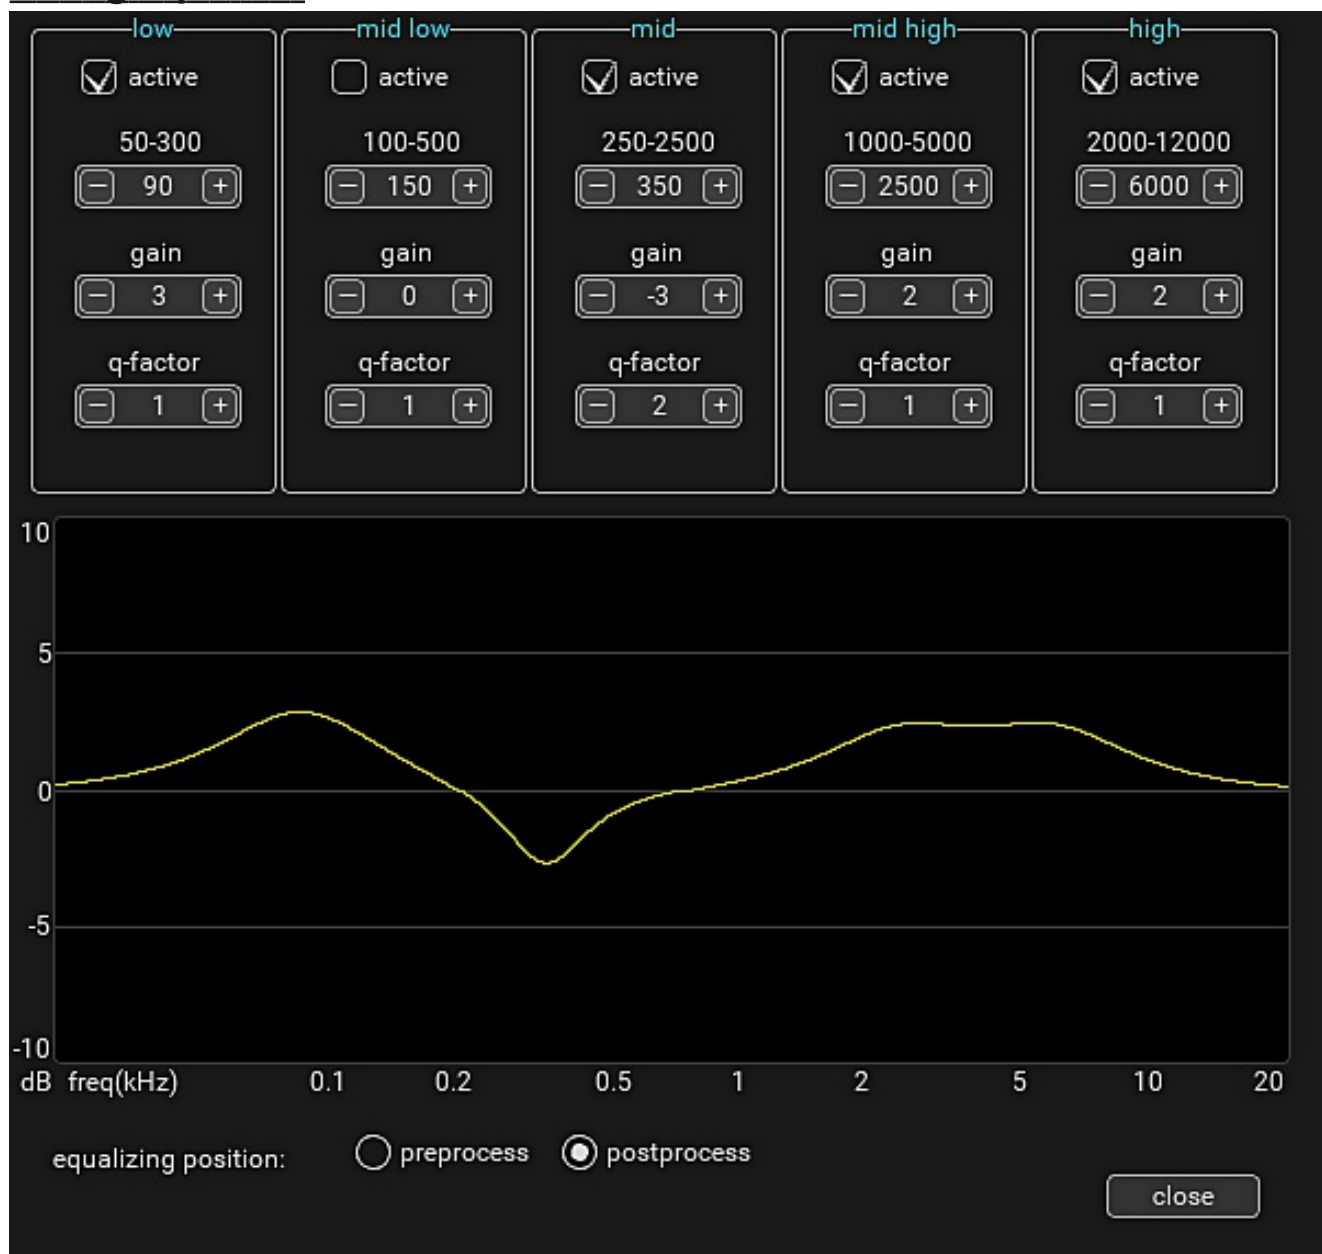 low mid low mid mid high high
active active active active active
50-300 100-500 250-2500 1000-5000 2000-12000
− 90 + − 150 + − 350 + − 2500 + − 6000 +
gain gain gain gain gain
− 3 + − 0 + − -3 + − 2 + − 2 +
q-factor q-factor q-factor q-factor q-factor
− 1 + − 1 + − 2 + − 1 + − 1 +
10
5
0
-5
-10
dB freq(kHz) 0.1 0.2 0.5 1 2 5 10 20
equalizing position: preprocess postprocess
close